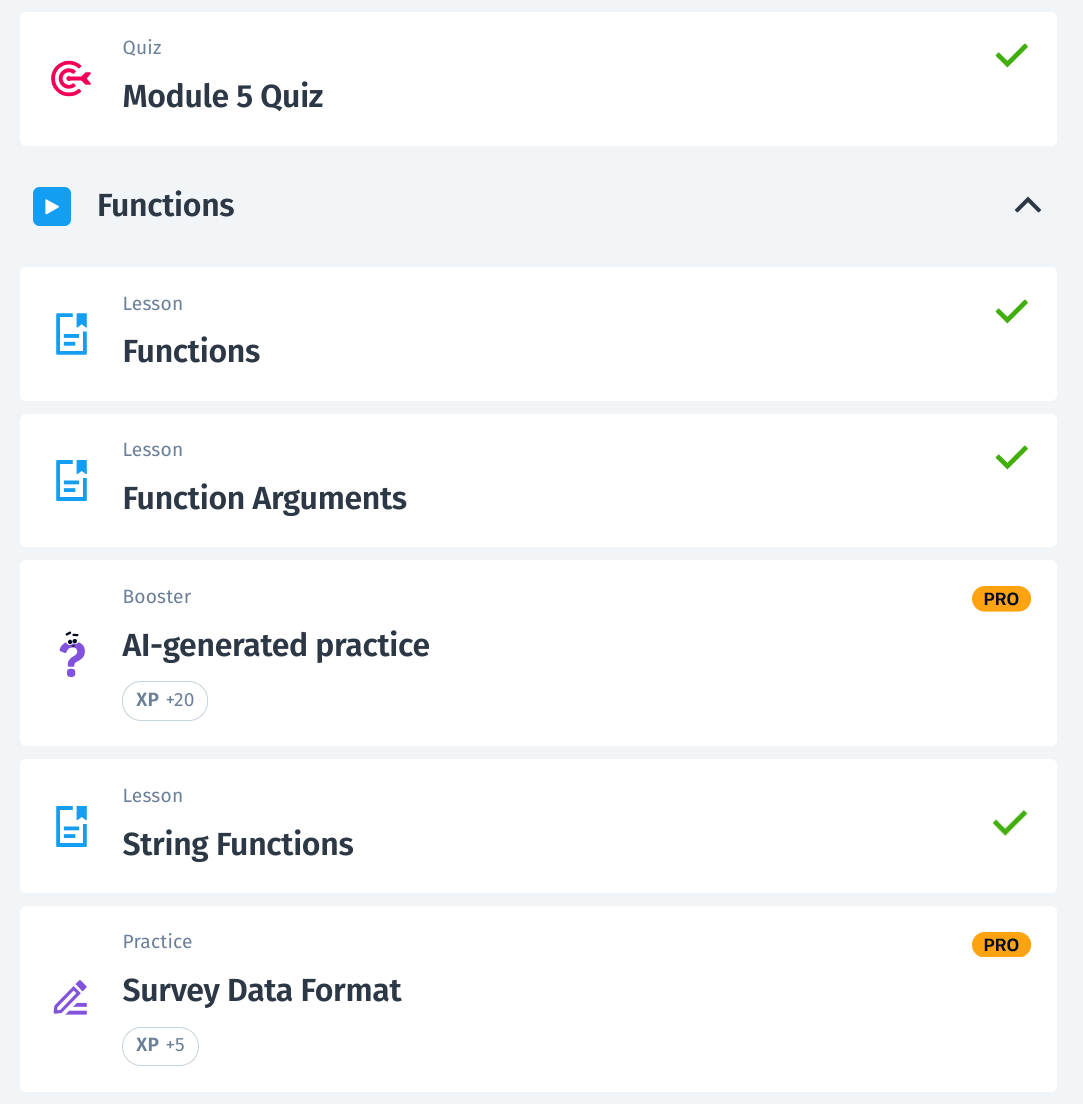 Quiz
Module 5 Quiz
Functions
Lesson
Functions
Lesson
Function Arguments
Booster
PRO
AI-generated practice
XP +20
Lesson
String Functions
Practice
PRO
Survey Data Format
XP +5